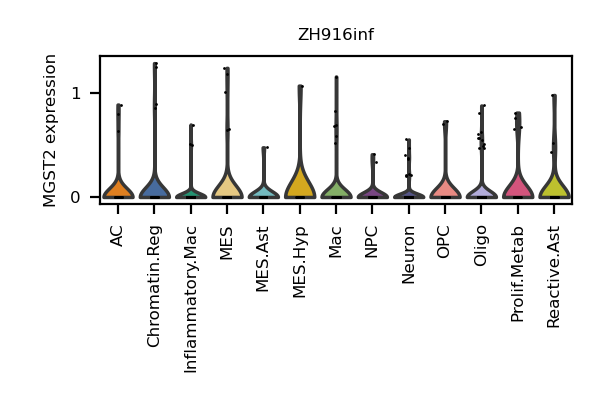 ZH916inf
MGST2 expression
1
0
AC
Chromatin.Reg
Inflammatory.Mac
MES
MES.Ast
MES.Hyp
Mac
NPC
Neuron
OPC
Oligo
Prolif.Metab
Reactive.Ast